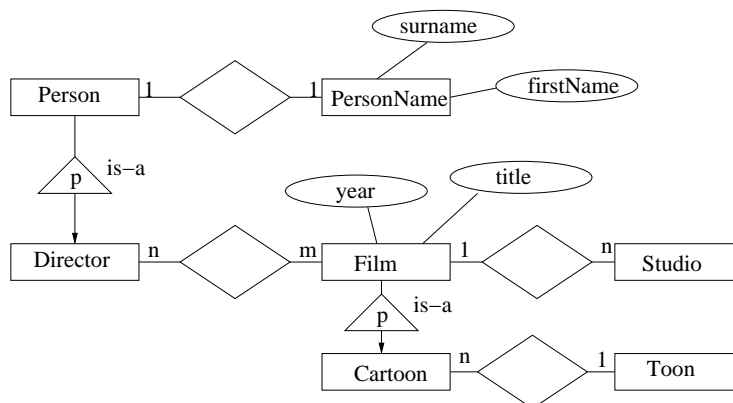 surname
Person
1
1
PersonName
firstName
p
is-a
year
title
Director
n
m
Film
1
n
Studio
p
is-a
Cartoon
n
1
Toon